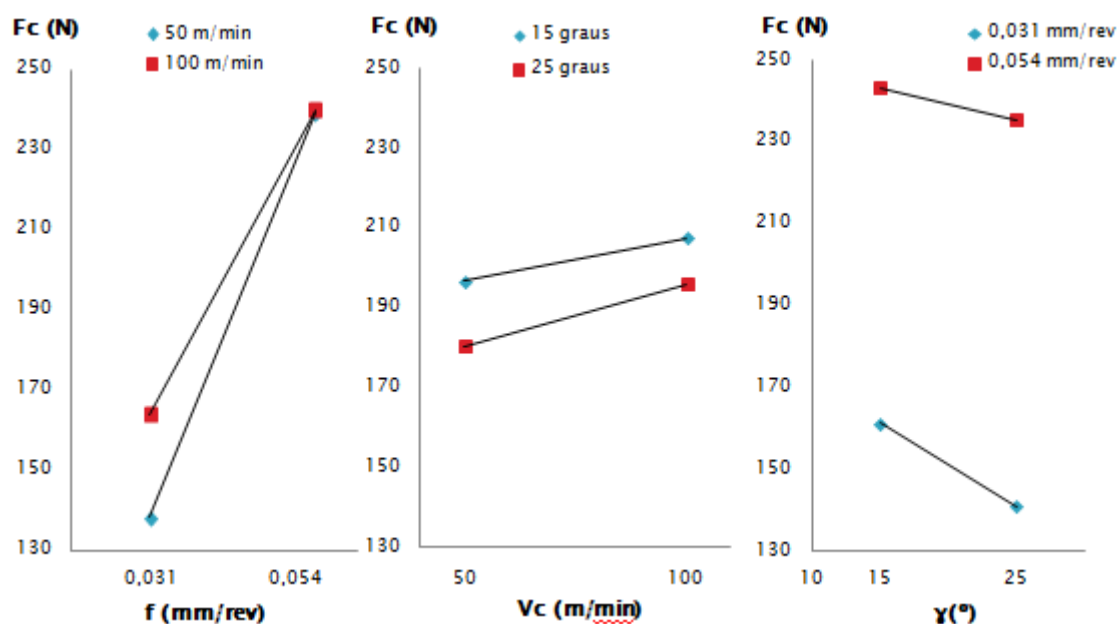 Fc (N)
50 m/min
100 m/min
250
230
210
190
170
150
130
0,031 0,054
f (mm/rev)
Fc (N)
15 graus
25 graus
250
230
210
190
170
150
130
50 100
Vc (m/min)
Fc (N)
0,031 mm/rev
0,054 mm/rev
250
230
210
190
170
150
130
10 15 25
γ(º)